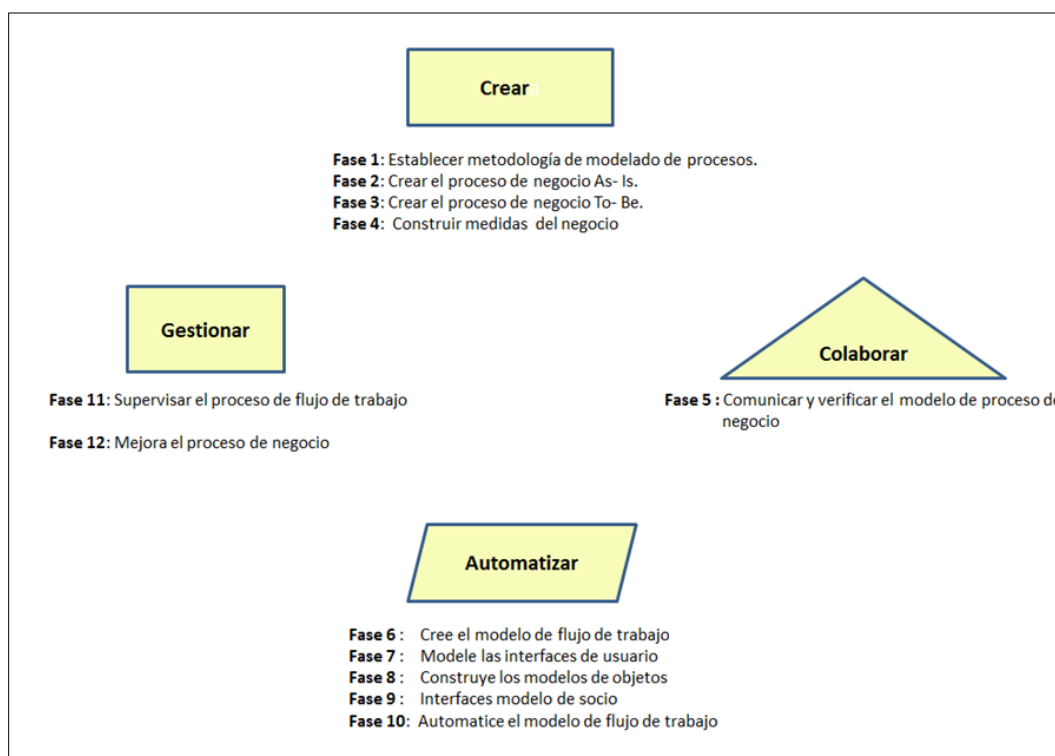 Crear
Fase 1: Establecer metodología de modelado de procesos.
Fase 2: Crear el proceso de negocio As- Is.
Fase 3: Crear el proceso de negocio To- Be.
Fase 4: Construir medidas del negocio
Gestionar
Fase 11: Supervisar el proceso de flujo de trabajo
Fase 12: Mejora el proceso de negocio
Colaborar
Fase 5 : Comunicar y verificar el modelo de proceso de
negocio
Automatizar
Fase 6 : Cree el modelo de flujo de trabajo
Fase 7 : Modele las interfaces de usuario
Fase 8 : Construye los modelos de objetos
Fase 9 : Interfaces modelo de socio
Fase 10: Automatice el modelo de flujo de trabajo